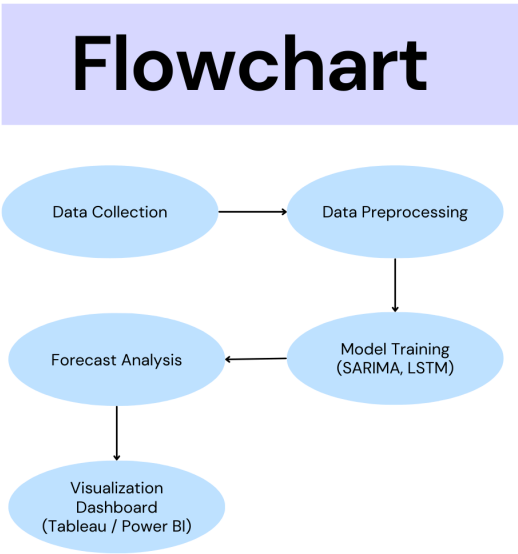 Flowchart
Data Collection
Data Preprocessing
Model Training
(SARIMA, LSTM)
Forecast Analysis
Visualization
Dashboard
(Tableau / Power BI)